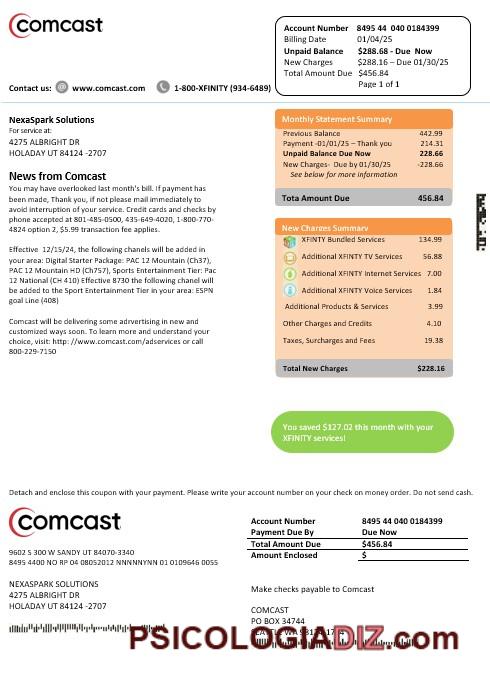 COMCAST
Account Number 8495 44 040 0184399
Billing Date 01/04/25
Unpaid Balance $288.68 - Due Now
New Charges $288.16 – Due 01/30/25
Total Amount Due $456.84
Page 1 of 1
Contact us: www.comcast.com 1-800-XFINITY (934-6489)
NexaSpark Solutions
For service at:
4275 ALBRIGHT DR
HOLADAY UT 84124 -2707
News from Comcast
You may have overlooked last month's bill. If payment has
been made, Thank you, if not please mail immediately to
avoid interruption of your service. Credit cards and checks by
phone accepted at 801-485-0500, 435-649-4020, 1-800-770-
4824 option 2, $5.99 transaction fee applies.
Effective 12/15/24, the following channels will be added in
your area: Digital Starter Package: PAC 12 Mountain (Ch37),
PAC 12 Mountain HD (Ch757), Sports Entertainment Tier: Pac
12 National (CH 410) Effective 8730 the following chanel will
be added to the Sport Entertainment Tier in your area: ESPN
goal Line (408)
Comcast will be delivering some advertising in new and
customized ways soon. To learn more and understand your
choice, visit: http: //www.comcast.com/adservices or call
800-229-7150
Monthly Statement Summary
Previous Balance 442.99
Payment -01/01/25 – Thank you 214.31
Unpaid Balance Due Now 228.66
New Charges- Due by 01/30/25 -228.66
See below for more information
Tota Amount Due 456.84
New Charges Summary
XFINITY Bundled Services 134.99
Additional XFINITY TV Services 56.88
Additional XFINITY Internet Services 7.00
Additional XFINITY Voice Services 1.84
Additional Products & Services 3.99
Other Charges and Credits 4.10
Taxes, Surcharges and Fees 19.38
Total New Charges $228.16
You saved $127.02 this month with your
XFINITY services!
Detach and enclose this coupon with your payment. Please write your account number on your check on money order. Do not send cash.
COMCAST
9602 S 300 W SANDY UT 84070-3340
8495 4400 NO RP 04 08052012 NNNNNYNN 01 0109646 0055
NEXASPARK SOLUTIONS
4275 ALBRIGHT DR
HOLADAY UT 84124 -2707
Account Number 8495 44 040 0184399
Payment Due By Due Now
Total Amount Due $456.84
Amount Enclosed $
Make checks payable to Comcast
COMCAST
PO BOX 34744
SEATTLE WA
PSICOLOGIADIZ.com